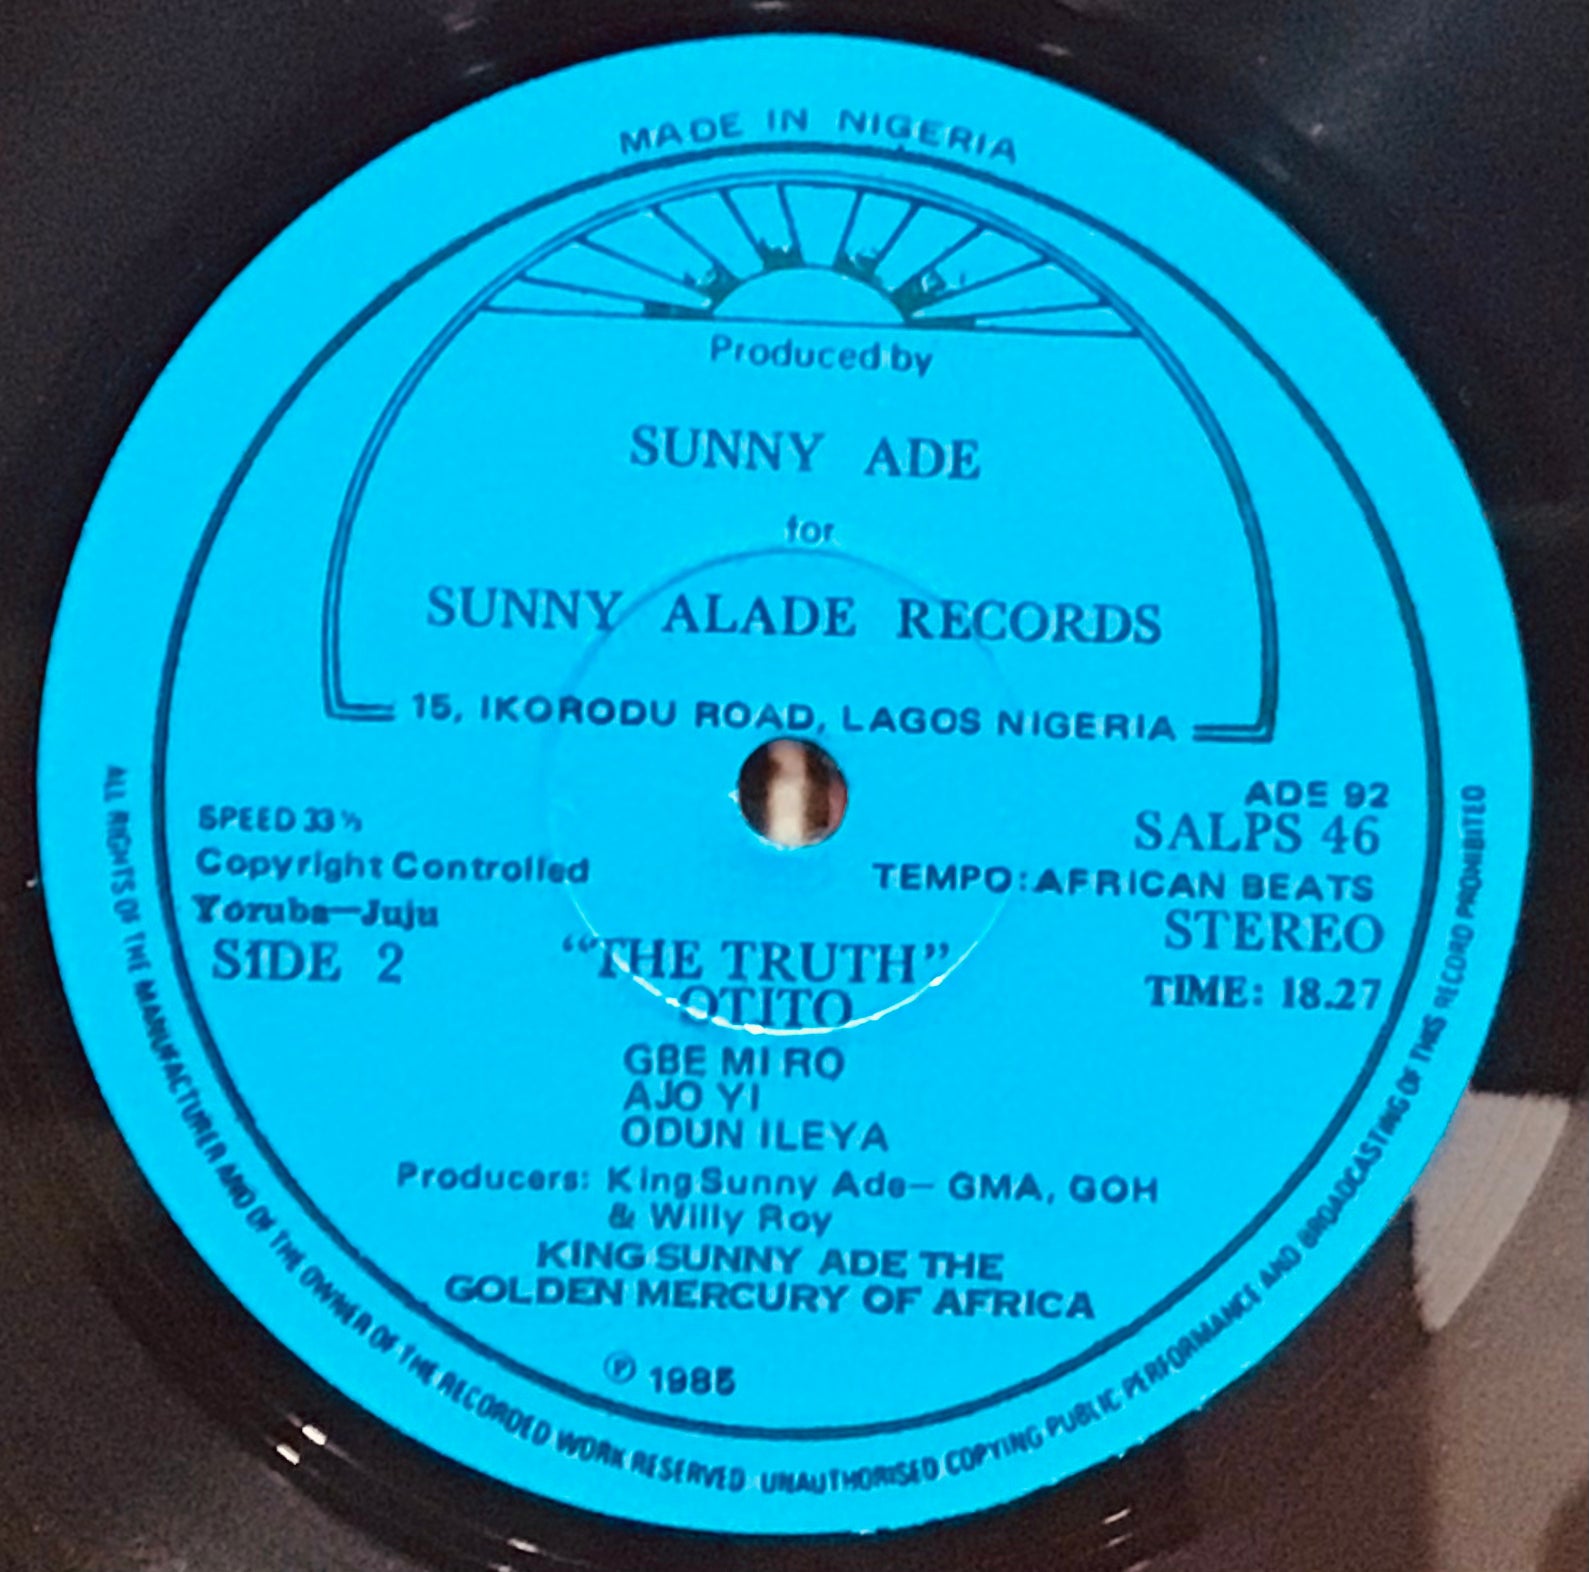 MADE IN NIGERIA
Produced by
SUNNY ADE
for
SUNNY ALADE RECORDS
15, IKORODU ROAD, LAGOS NIGERIA
SPEED 33 ⅓
Copyright Controlled
Yoruba—Juju
SIDE 2
ADE 92
SALPS 46
TEMPO: AFRICAN BEATS
STEREO
TIME: 18.27
“THE TRUTH”
OTITO
GBE MI RO
AJO YI
ODUN ILEYA
Producers: King Sunny Ade— GMA, GOH
& Willy Roy
KING SUNNY ADE THE
GOLDEN MERCURY OF AFRICA
℗ 1985
ALL RIGHTS OF THE MANUFACTURER AND OF THE OWNER OF THE RECORDED WORK RESERVED UNAUTHORISED COPYING PUBLIC PERFORMANCE AND BROADCASTING OF THIS RECORD PROHIBITED